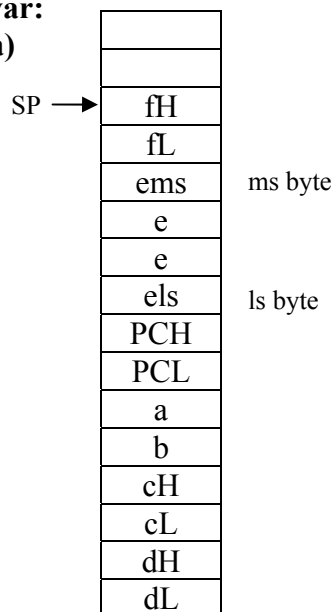 var:
a)
SP fH
fL
ems ms byte
e
e
els ls byte
PCH
PCL
a
b
cH
cL
dH
dL